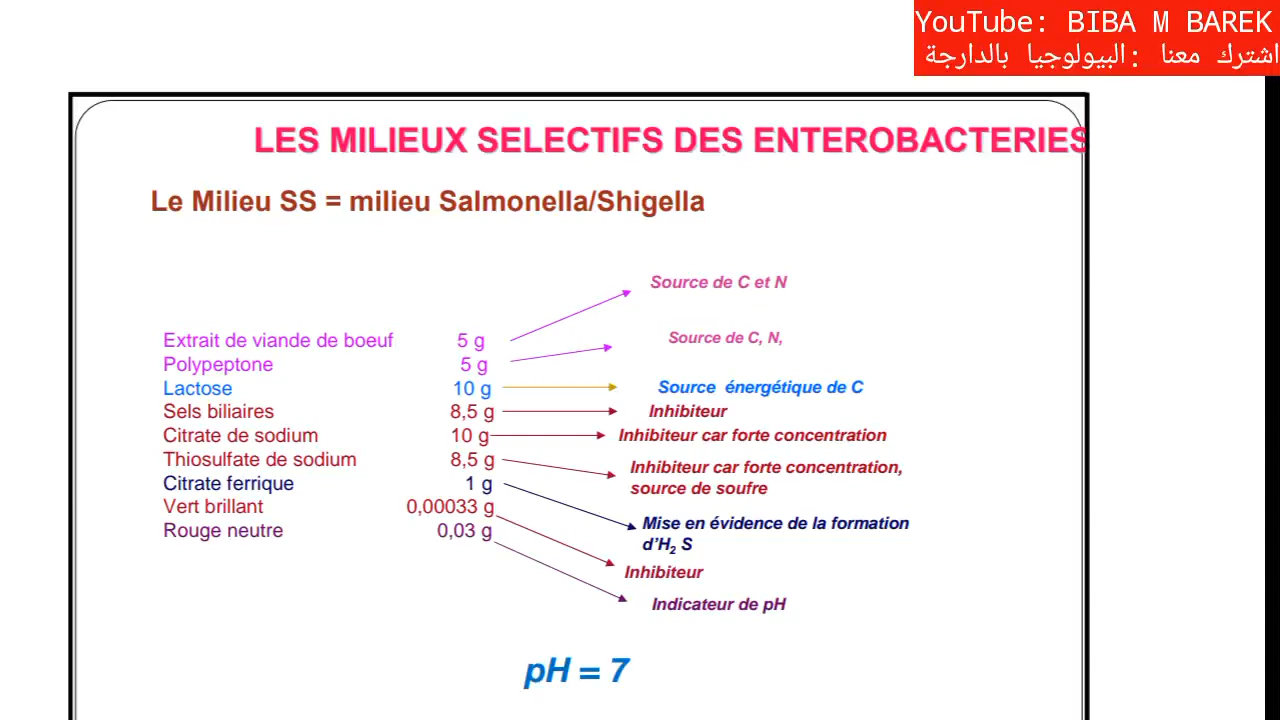 YouTube: BIBA M BAREK
اشترك معنا :البيولوجيا بالدارجة
LES MILIEUX SELECTIFS DES ENTEROBACTERIES
Le Milieu SS = milieu Salmonella/Shigella
Source de C et N
Extrait de viande de boeuf 5 g
Source de C, N,
Polypeptone 5 g
Lactose 10 g Source énergétique de C
Sels biliaires 8,5 g Inhibiteur
Citrate de sodium 10 g Inhibiteur car forte concentration
Thiosulfate de sodium 8,5 g Inhibiteur car forte concentration,
source de soufre
Citrate ferrique 1 g
Vert brillant 0,00033 g
Mise en évidence de la formation
Rouge neutre 0,03 g
d'H2 S
Inhibiteur
Indicateur de pH
pH = 7